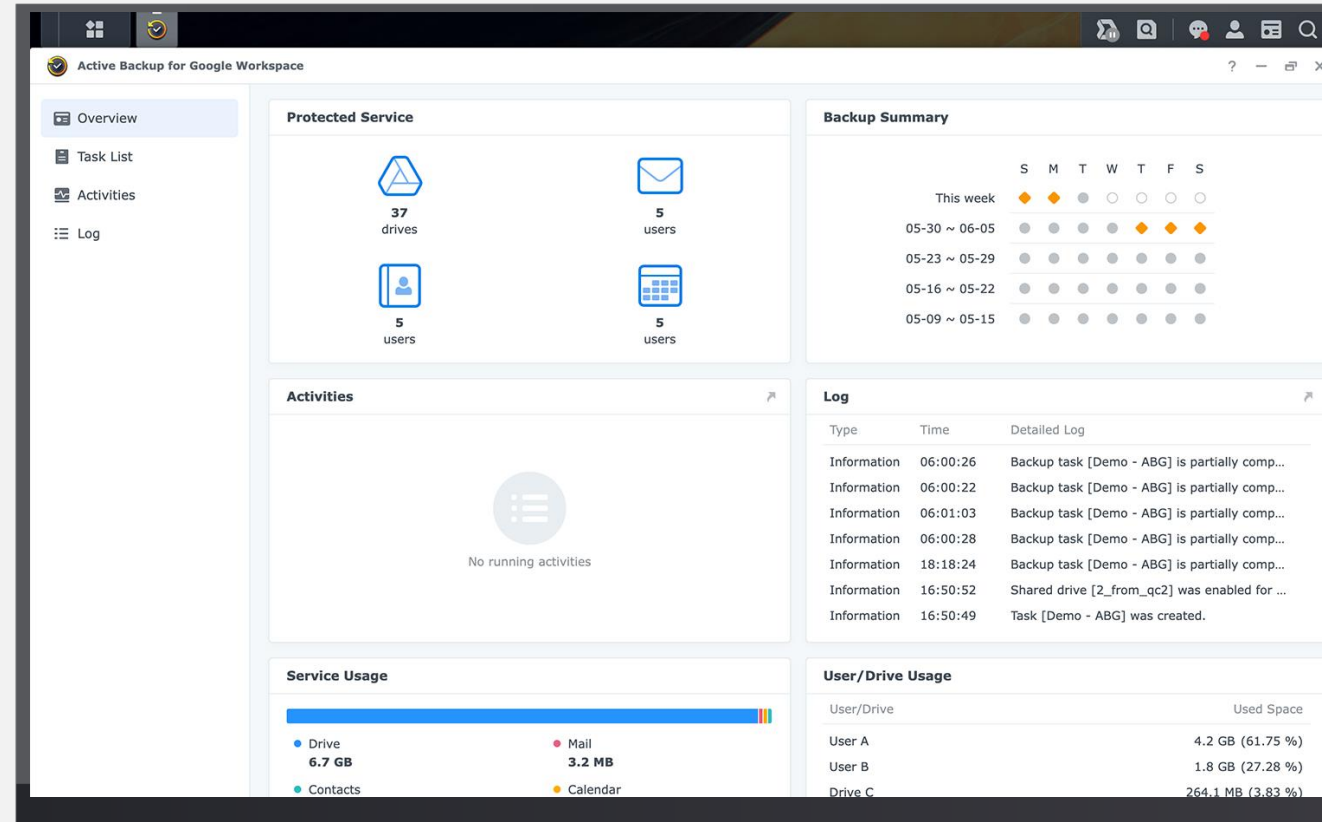 Active Backup for Google Workspace
?
Overview
Task List
Activities
Log
Protected Service
37
drives
5
users
5
users
5
users
Backup Summary
S M T W T F S
This week
05-30 ~ 06-05
05-23 ~ 05-29
05-16 ~ 05-22
05-09 ~ 05-15
Activities
No running activities
Log
Type Time Detailed Log
Information 06:00:26 Backup task [Demo - ABG] is partially comp...
Information 06:00:22 Backup task [Demo - ABG] is partially comp...
Information 06:01:03 Backup task [Demo - ABG] is partially comp...
Information 06:00:28 Backup task [Demo - ABG] is partially comp...
Information 18:18:24 Backup task [Demo - ABG] is partially comp...
Information 16:50:52 Shared drive [2_from_qc2] was enabled for ...
Information 16:50:49 Task [Demo - ABG] was created.
Service Usage
Drive
6.7 GB
Mail
3.2 MB
Contacts
Calendar
User/Drive Usage
User/Drive Used Space
User A 4.2 GB (61.75 %)
User B 1.8 GB (27.28 %)
Drive C 264.1 MB (3.83 %)